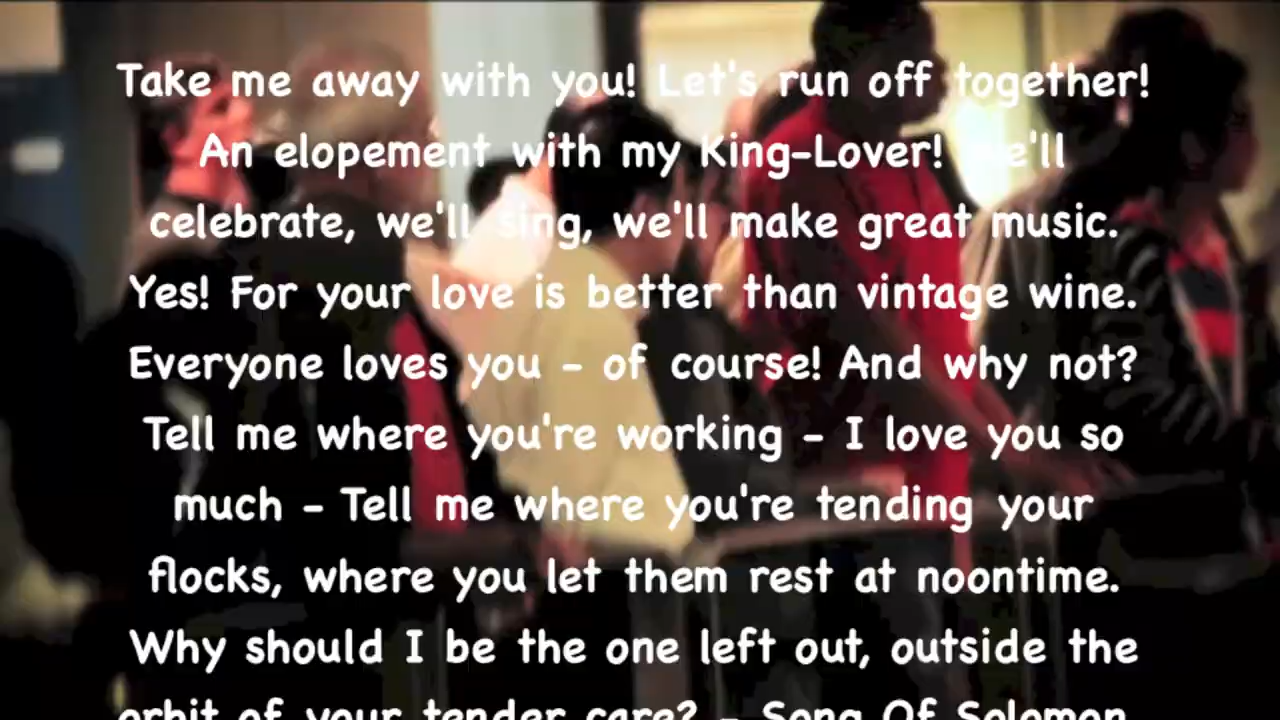 Take me away with you! Let's run off together!
An elopement with my King-Lover! we'll
celebrate, we'll sing, we'll make great music.
Yes! For your love is better than vintage wine.
Everyone loves you - of course! And why not?
Tell me where you're working - I love you so
much - Tell me where you're tending your
flocks, where you let them rest at noontime.
Why should I be the one left out, outside the
orbit of your tender care? - Song Of Solomon